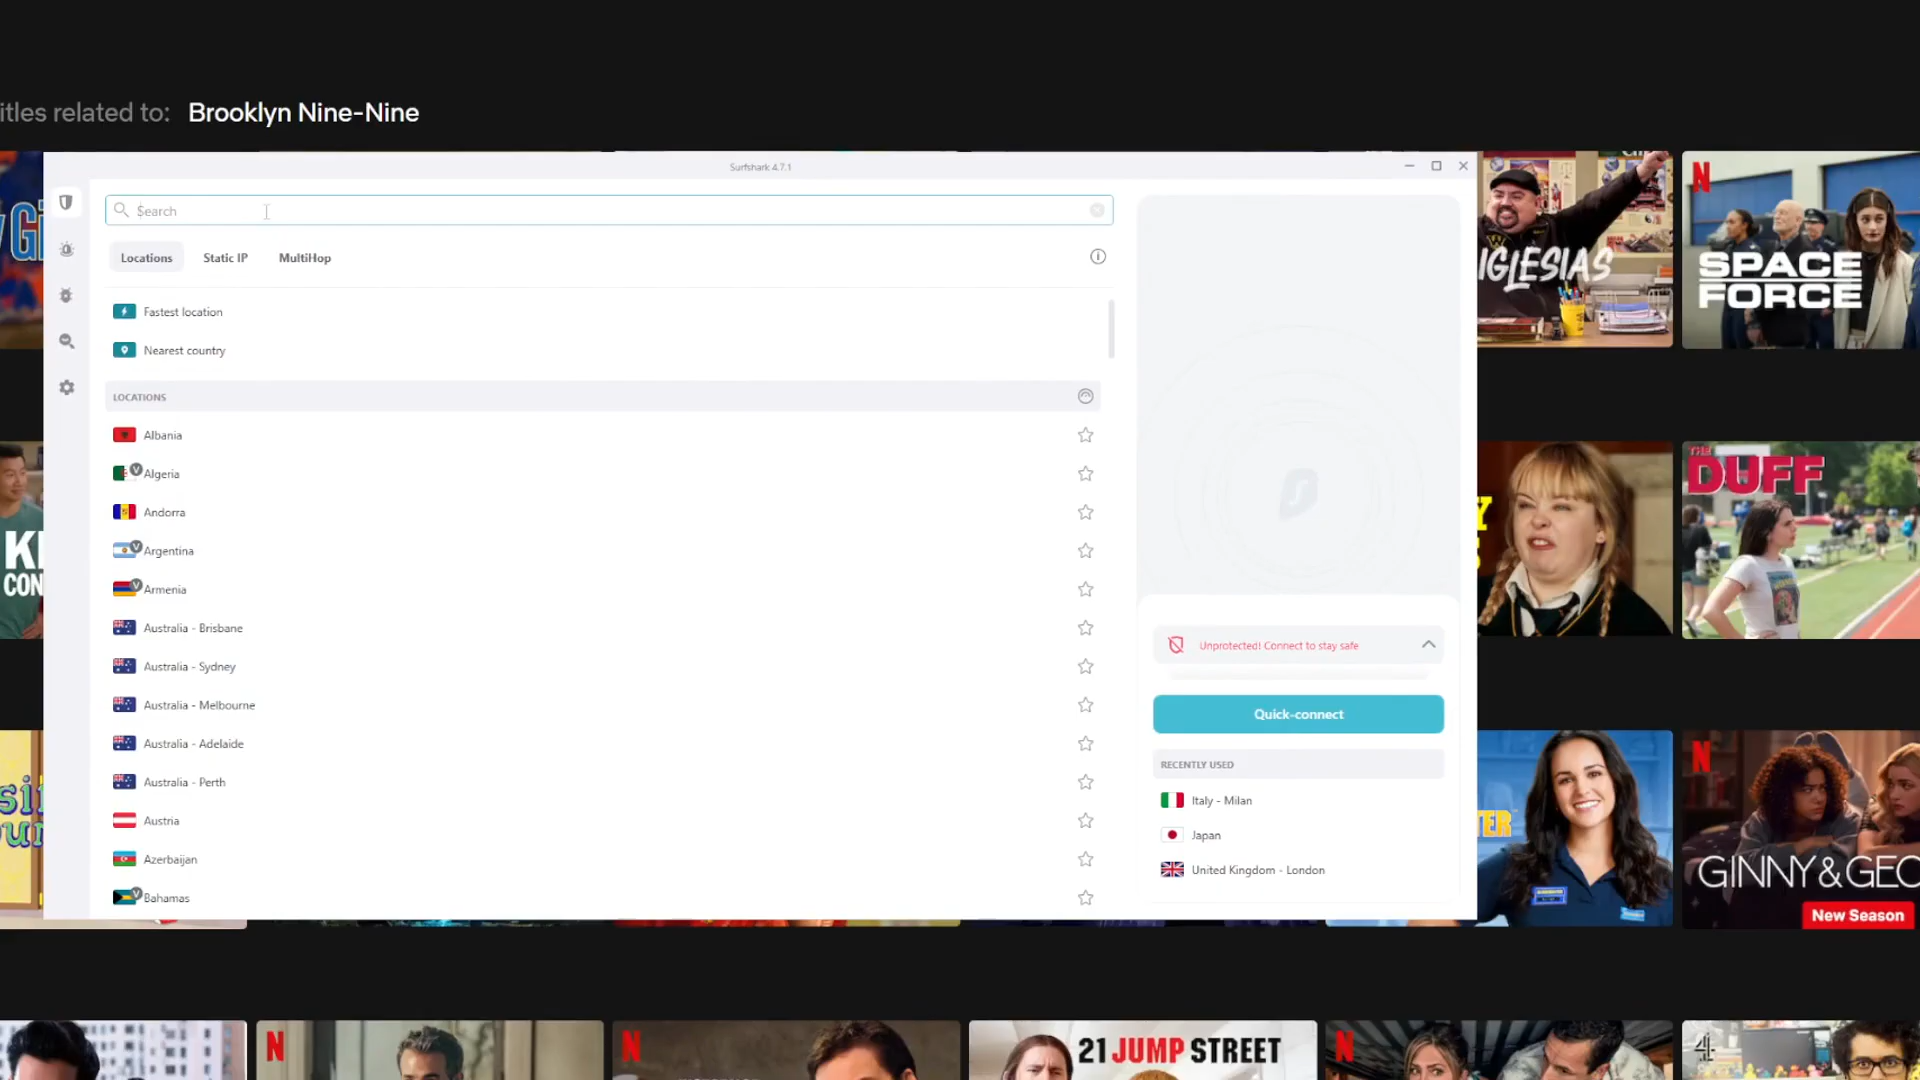 itles related to: Brooklyn Nine-Nine
Surfshark 4.7.1
Search
Locations
Static IP
MultiHop
Fastest location
Nearest country
LOCATIONS
Albania
V
Algeria
Andorra
V
Argentina
V
Armenia
Australia - Brisbane
Australia - Sydney
Australia - Melbourne
Australia - Adelaide
Australia - Perth
Austria
Azerbaijan
V
Bahamas
Unprotected! Connect to stay safe
Quick-connect
RECENTLY USED
Italy - Milan
Japan
United Kingdom - London
IGLESIAS
N
SPACE
FORCE
THE
DUFF
N
GINNY & GEO
New Season
N
N
21 JUMP STREET
N
4